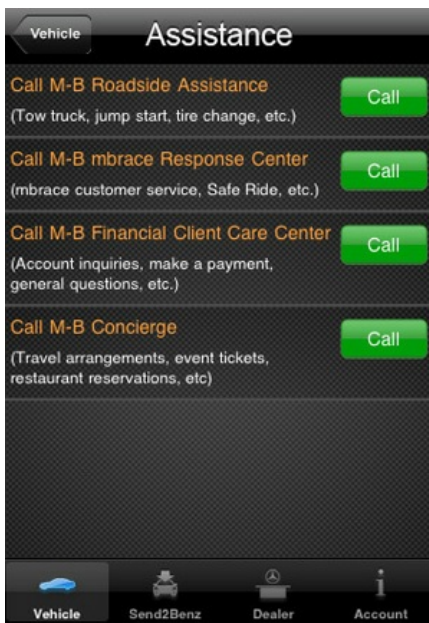 Vehicle
Assistance
Call M-B Roadside Assistance
Call
(Tow truck, jump start, tire change, etc.)
Call M-B mbrace Response Center
Call
(mbrace customer service, Safe Ride, etc.)
Call M-B Financial Client Care Center
Call
(Account inquiries, make a payment,
general questions, etc.)
Call M-B Concierge
Call
(Travel arrangements, event tickets,
restaurant reservations, etc)
Vehicle
Send2Benz
Dealer
Account